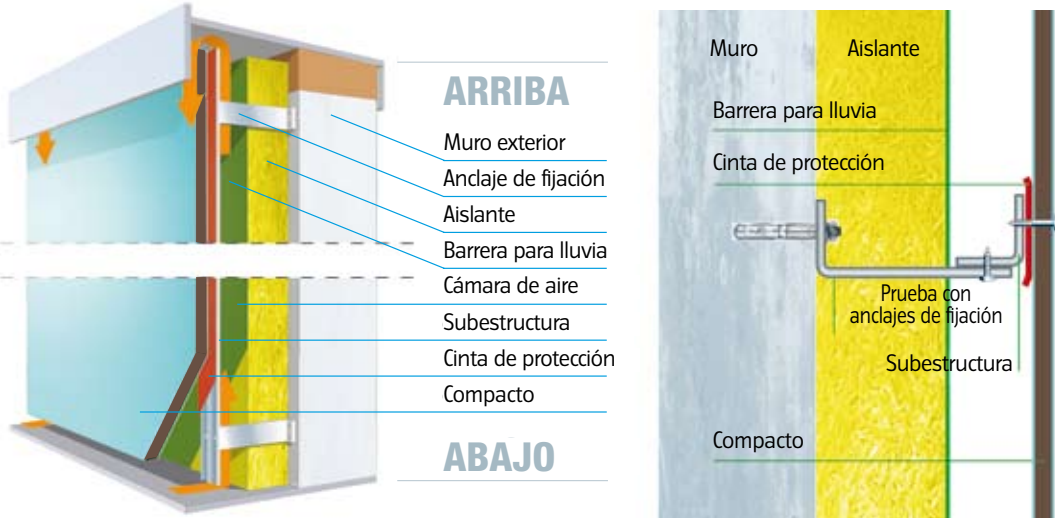 ARRIBA
Muro exterior
Anclaje de fijación
Aislante
Barrera para lluvia
Cámara de aire
Subestructura
Cinta de protección
Compacto
ABAJO
Muro
Aislante
Barrera para lluvia
Cinta de protección
Prueba con
anclajes de fijación
Subestructura
Compacto